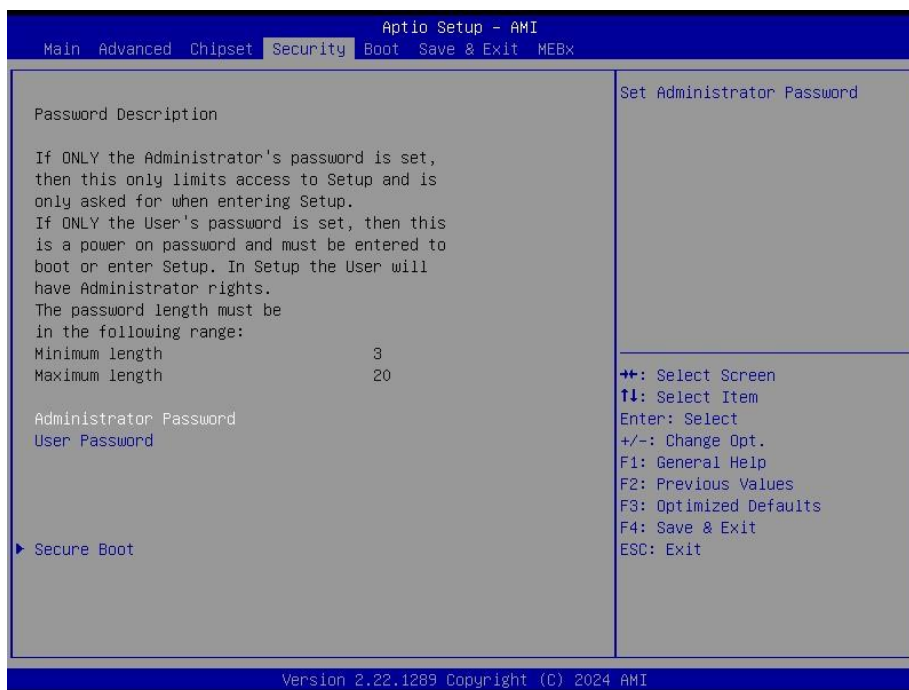 Aptio Setup – AMI
Main Advanced Chipset Security Boot Save & Exit MEBx
Password Description
If ONLY the Administrator's password is set,
then this only limits access to Setup and is
only asked for when entering Setup.
If ONLY the User's password is set, then this
is a power on password and must be entered to
boot or enter Setup. In Setup the User will
have Administrator rights.
The password length must be
in the following range:
Minimum length 3
Maximum length 20
Administrator Password
User Password
Secure Boot
Set Administrator Password
→←: Select Screen
↑↓: Select Item
Enter: Select
+/-: Change Opt.
F1: General Help
F2: Previous Values
F3: Optimized Defaults
F4: Save & Exit
ESC: Exit
Version 2.22.1289 Copyright (C) 2024 AMI